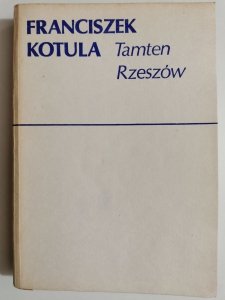 FRANCISZEK
KOTULA Tamten
Rzeszów